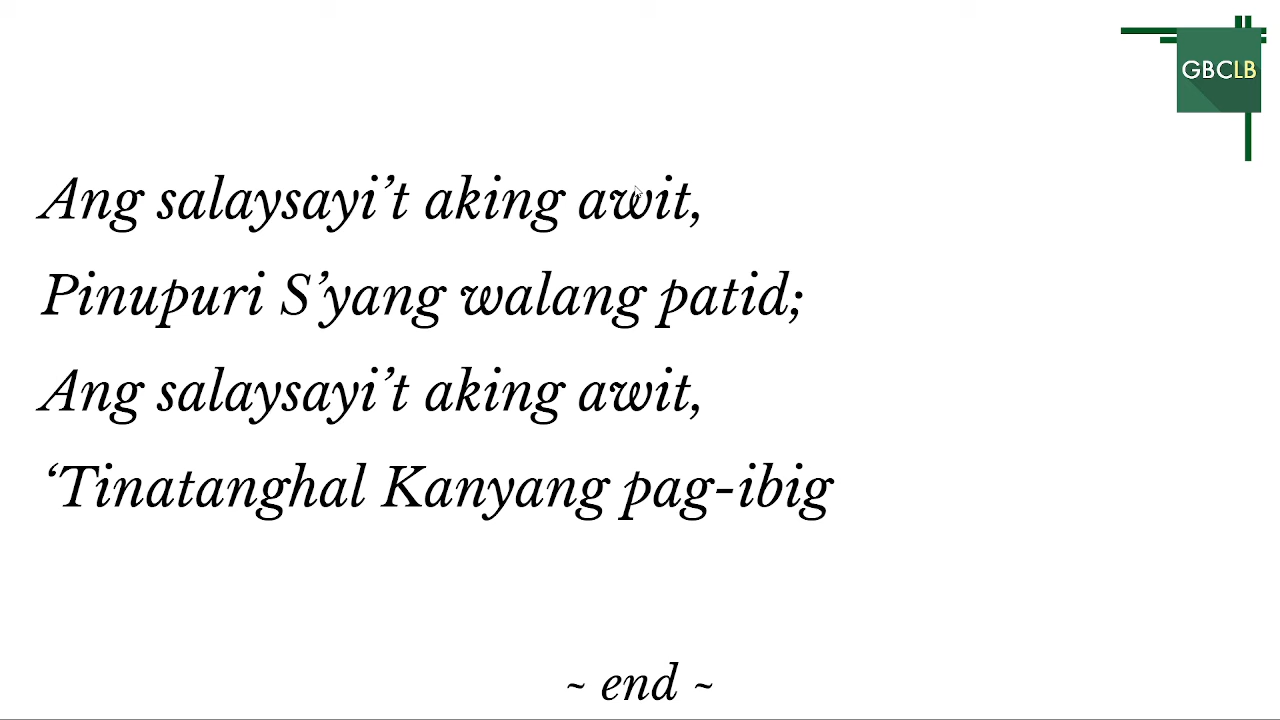 GBCLB
Ang salaysayi’t aking awit,
Pinupuri S’yang walang patid;
Ang salaysayi’t aking awit,
‘Tinatanghal Kanyang pag-ibig
~ end ~